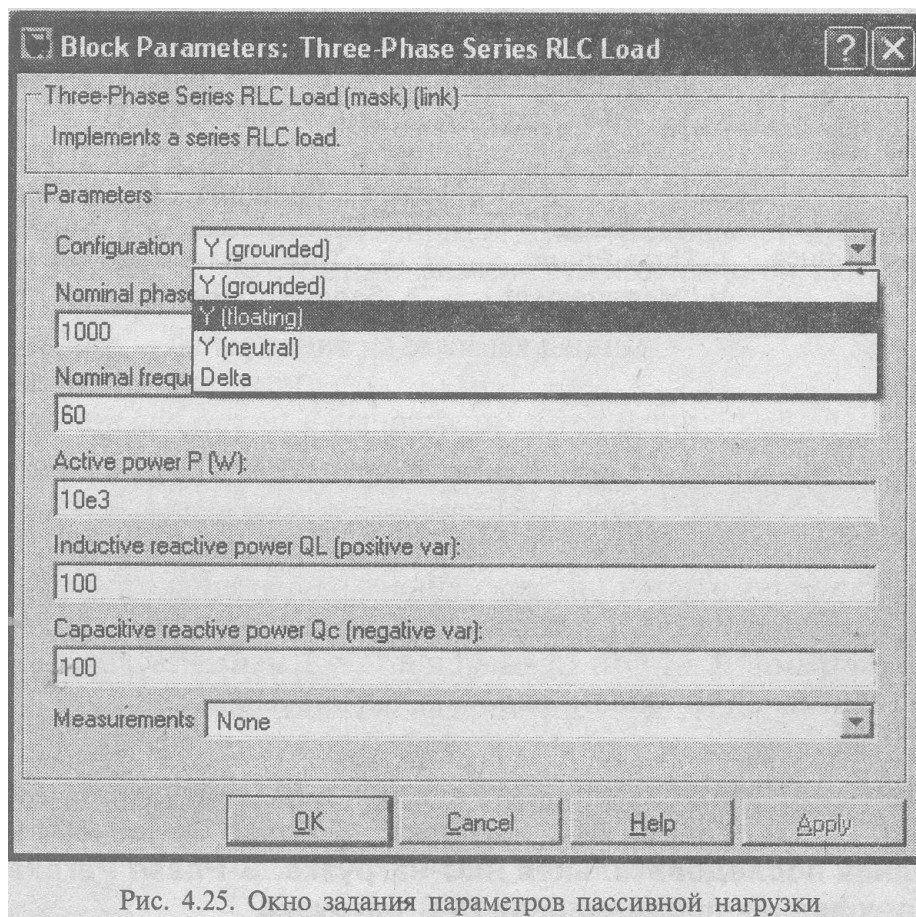 Block Parameters: Three-Phase Series RLC Load
Three-Phase Series RLC Load (mask) (link)
Implements a series RLC load.
Parameters
Configuration Y (grounded)
Y (grounded)
Nominal phase
Y (floating)
1000
Y (neutral)
Nominal frequ
Delta
60
Active power P (W):
10e3
Inductive reactive power QL (positive var):
100
Capacitive reactive power Qc (negative var):
100
Measurements None
OK Cancel Help Apply
Рис. 4.25. Окно задания параметров пассивной нагрузки